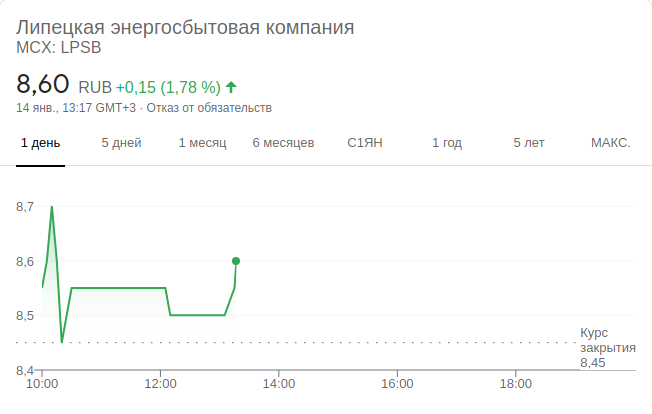 Липецкая энергосбытовая компания
MCX: LPSB
8,60 RUB +0,15 (1,78 %)
14 янв., 13:17 GMT+3 · Отказ от обязательств
1 день 5 дней 1 месяц 6 месяцев С1ЯН 1 год 5 лет МАКС.
8,7
8,6
8,5
Курс
закрытия
8,45
8,4
10:00 12:00 14:00 16:00 18:00